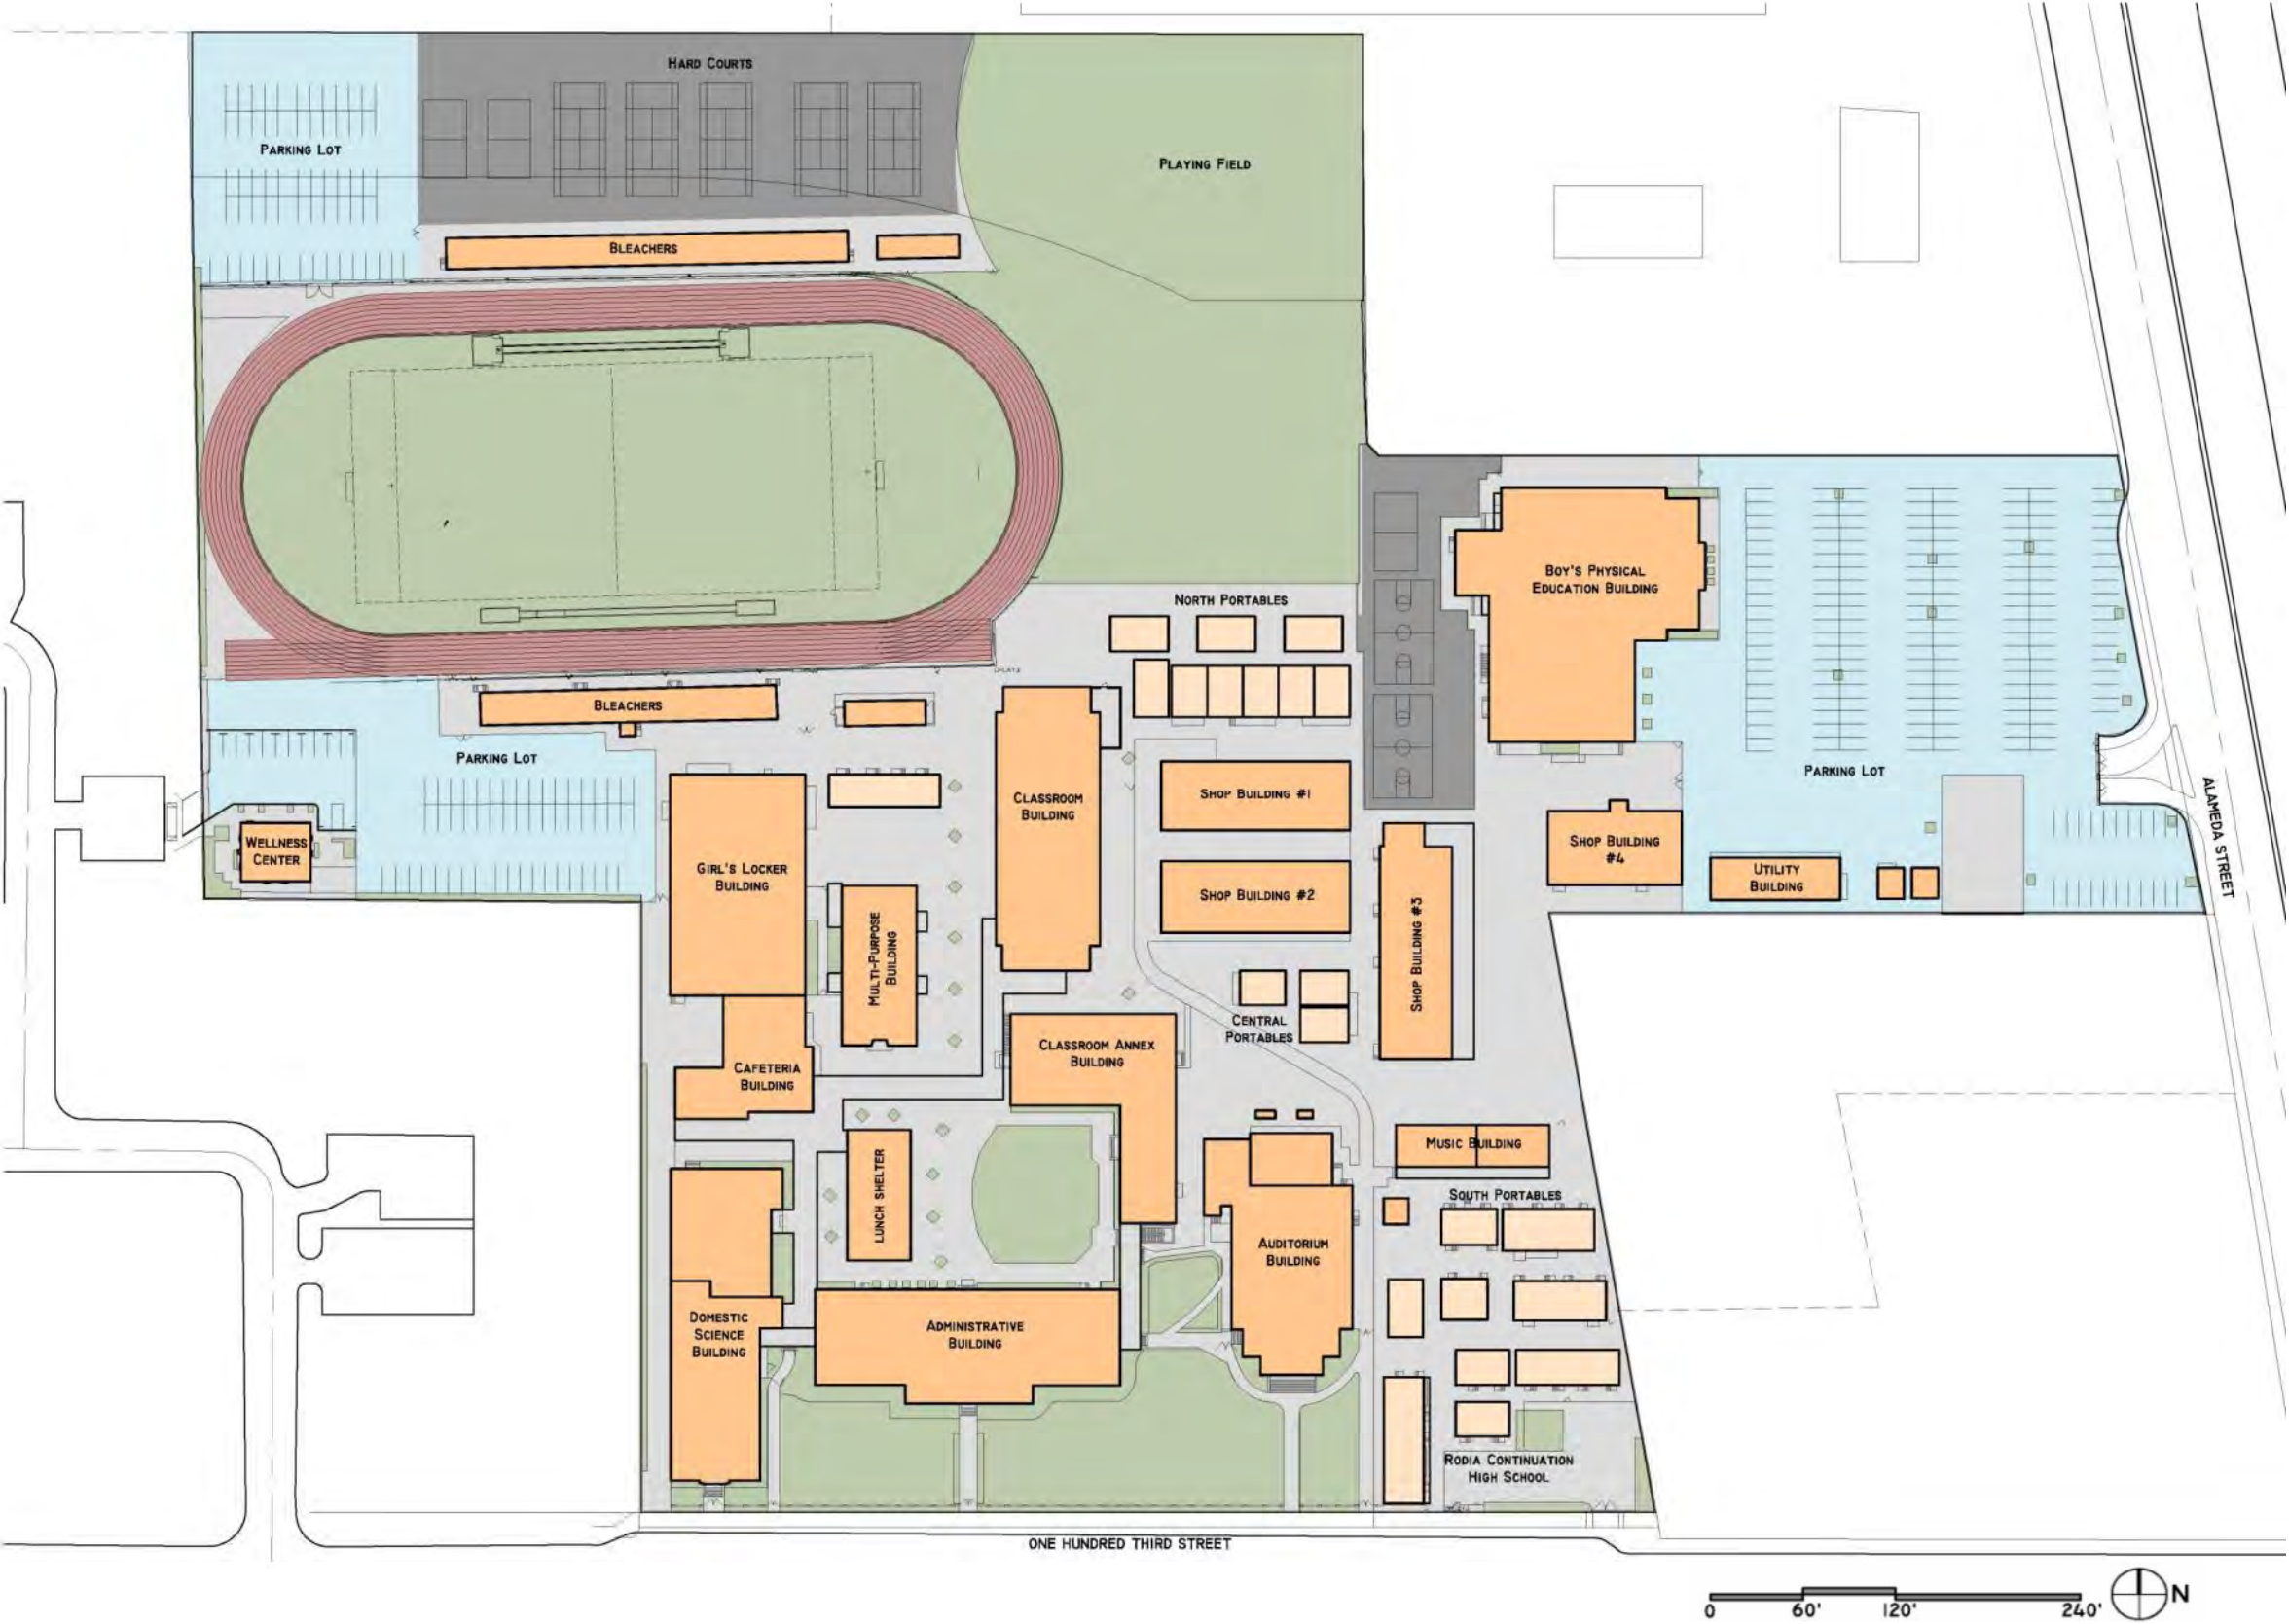 HARD COURTS
PARKING LOT
PLAYING FIELD
BLEACHERS
BOY'S PHYSICAL
EDUCATION BUILDING
NORTH PORTABLES
BLEACHERS
PARKING LOT
PARKING LOT
ALAMEDA STREET
CLASSROOM
BUILDING
SHOP BUILDING #1
WELLNESS
CENTER
SHOP BUILDING
#4
GIRL'S LOCKER
BUILDING
UTILITY
BUILDING
SHOP BUILDING #2
MULTI-PURPOSE
BUILDING
SHOP BUILDING #3
CENTRAL
PORTABLES
CLASSROOM ANNEX
BUILDING
CAFETERIA
BUILDING
MUSIC BUILDING
LUNCH SHELTER
SOUTH PORTABLES
AUDITORIUM
BUILDING
DOMESTIC
SCIENCE
BUILDING
ADMINISTRATIVE
BUILDING
RODIA CONTINUATION
HIGH SCHOOL
ONE HUNDRED THIRD STREET
0 60' 120' 240'
N